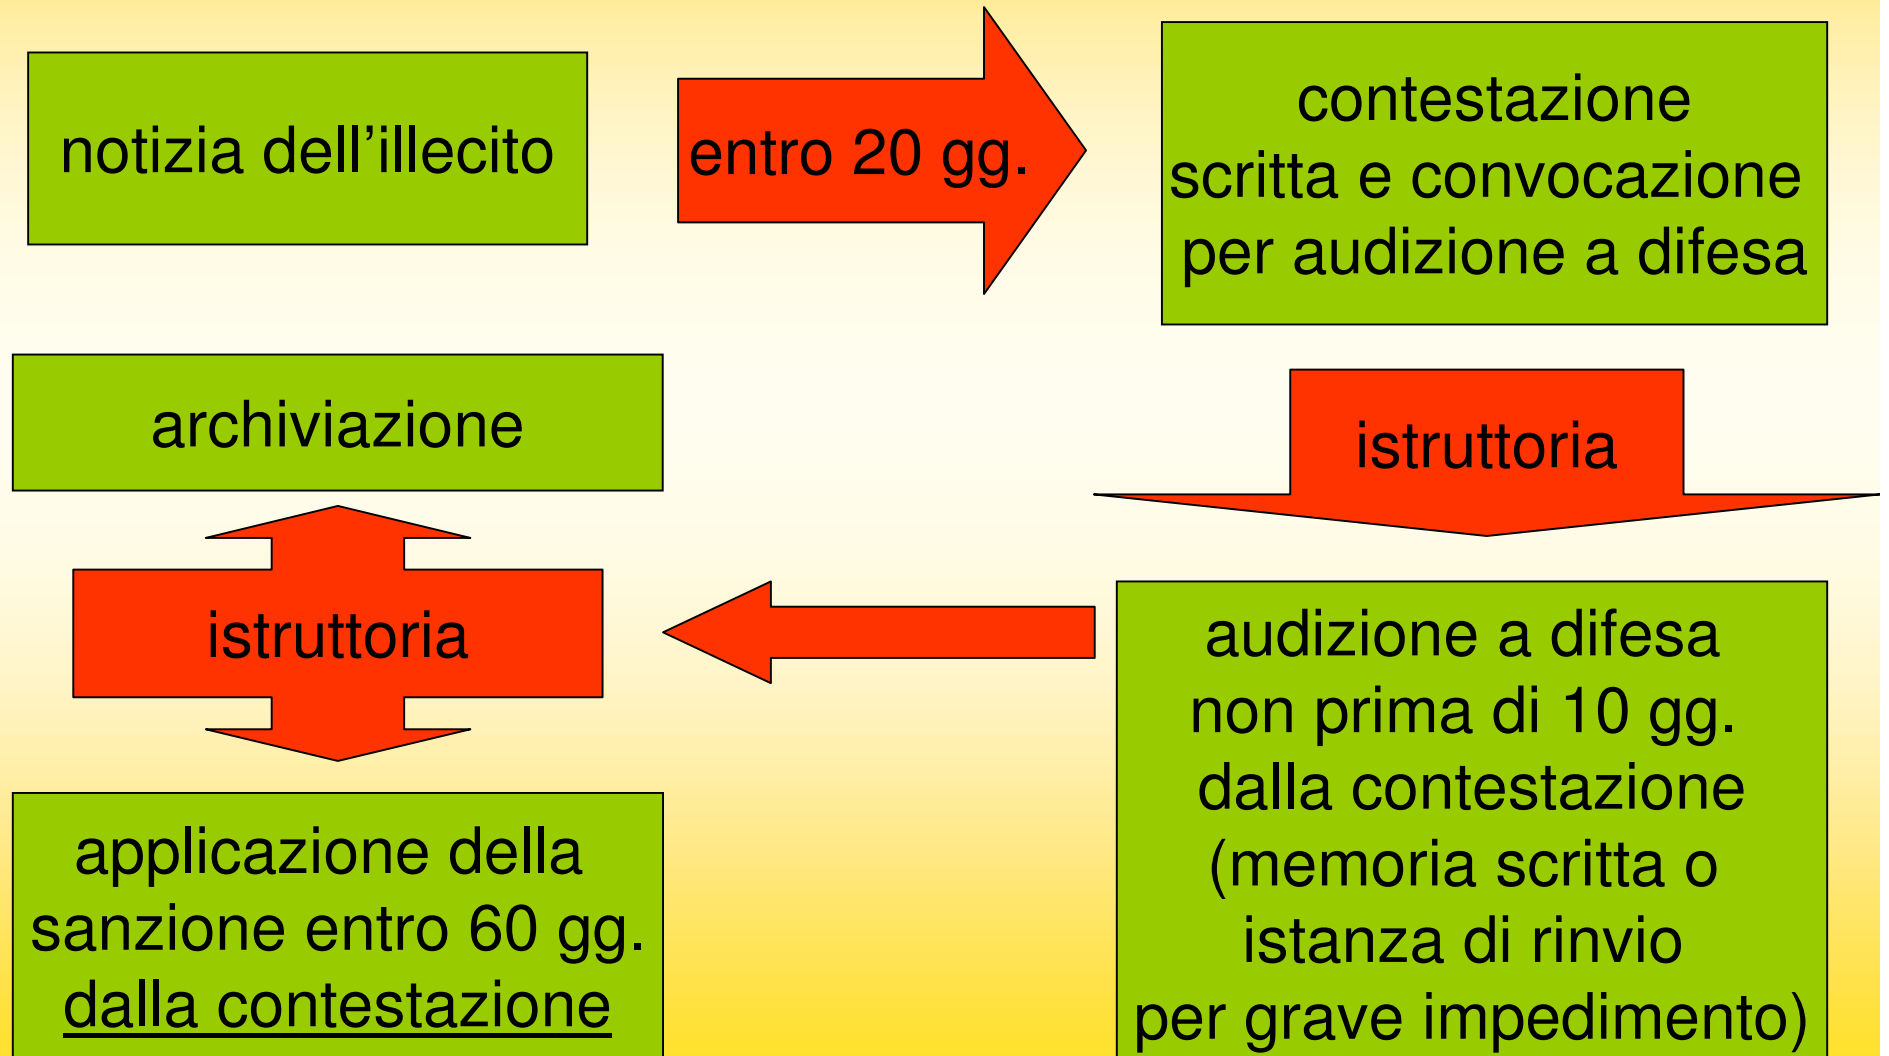 notizia dell’illecito
entro 20 gg.
contestazione
scritta e convocazione
per audizione a difesa
istruttoria
audizione a difesa
non prima di 10 gg.
dalla contestazione
(memoria scritta o
istanza di rinvio
per grave impedimento)
istruttoria
archiviazione
applicazione della
sanzione entro 60 gg.
dalla contestazione